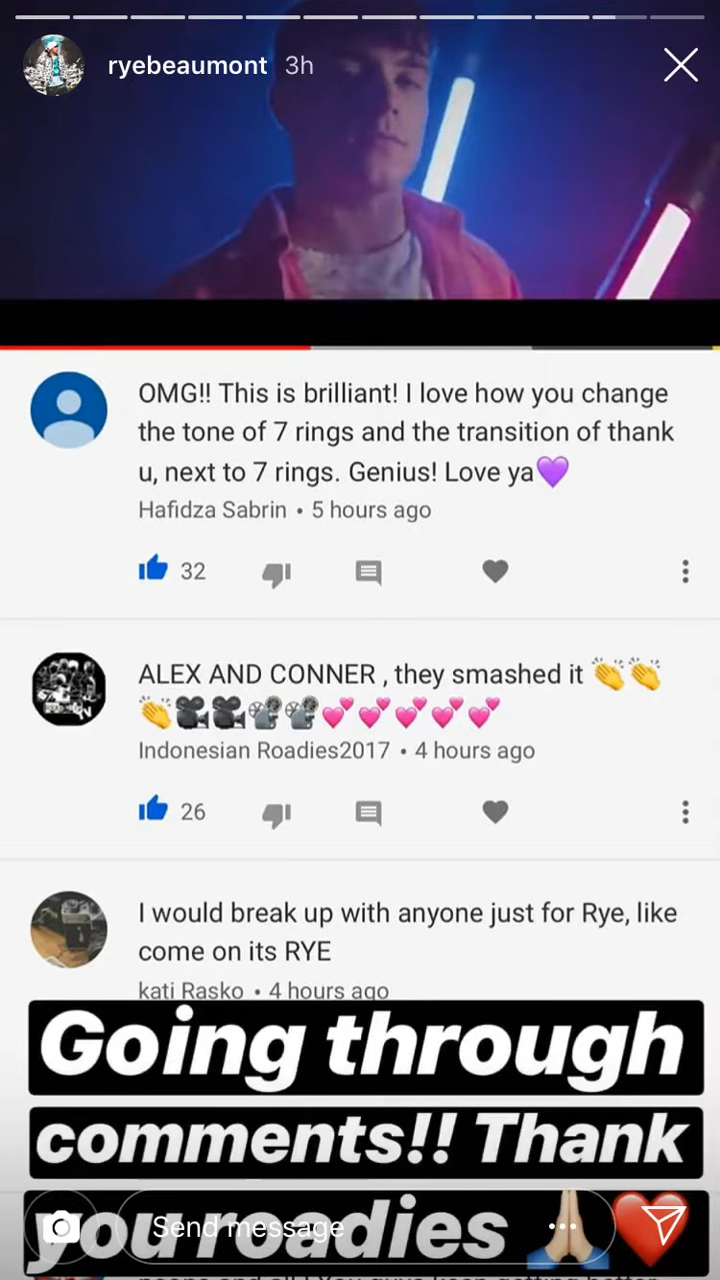 ryebeaumont 3h
OMG!! This is brilliant! I love how you change
the tone of 7 rings and the transition of thank
u, next to 7 rings. Genius! Love ya💜
Hafidza Sabrin • 5 hours ago
32
ALEX AND CONNER , they smashed it 👏👏
👏🎥🎥📽📽💕💕💕💕💕
Indonesian Roadies2017 • 4 hours ago
26
I would break up with anyone just for Rye, like
come on its RYE
kati Rasko • 4 hours ago
Going through
comments!! Thank
you roadies 🙏🏻❤️
Send message